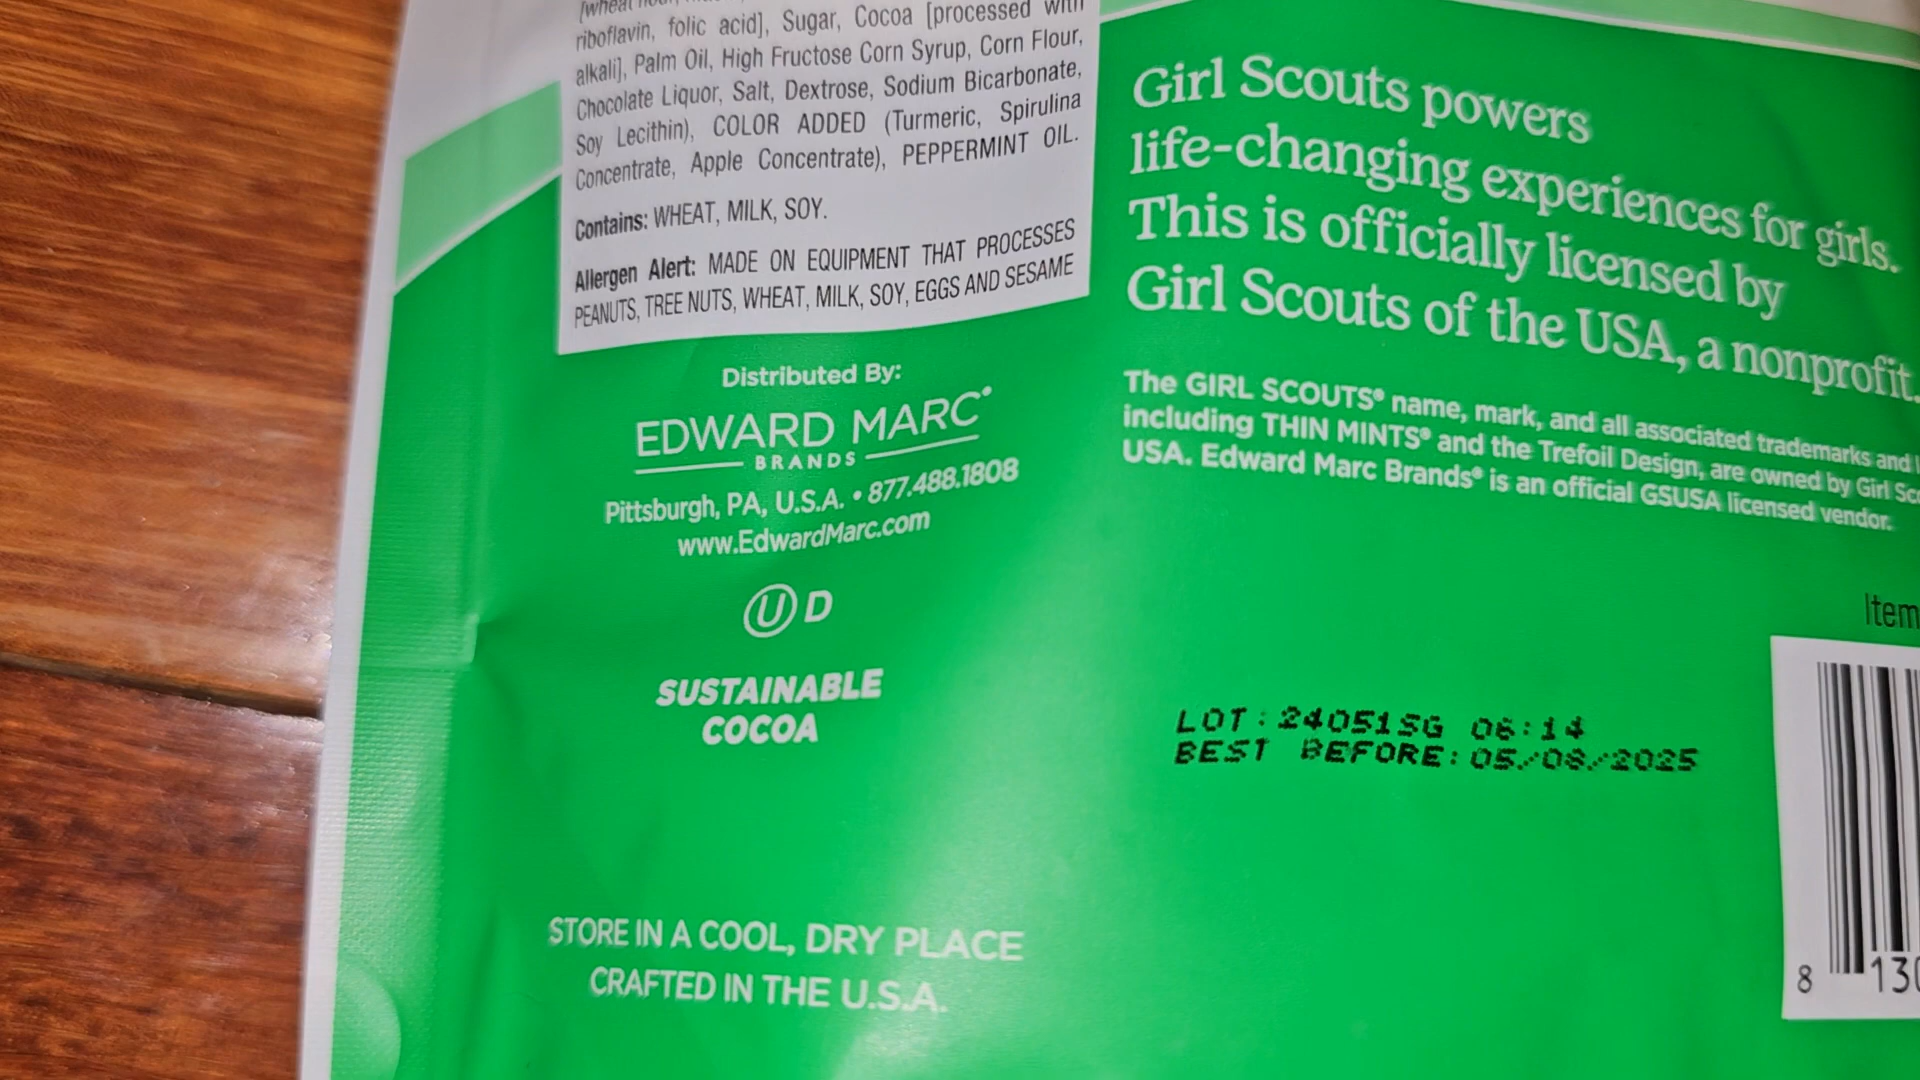 [wheat
riboflavin, folic acid], Sugar, Cocoa [processed with
alkali], Palm Oil, High Fructose Corn Syrup, Corn Flour,
Chocolate Liquor, Salt, Dextrose, Sodium Bicarbonate,
Soy Lecithin), COLOR ADDED (Turmeric, Spirulina
Concentrate, Apple Concentrate), PEPPERMINT OIL.
Contains: WHEAT, MILK, SOY.
Allergen Alert: MADE ON EQUIPMENT THAT PROCESSES
PEANUTS, TREE NUTS, WHEAT, MILK, SOY, EGGS AND SESAME
Distributed By:
EDWARD MARC®
BRANDS
Pittsburgh, PA, U.S.A. • 877.488.1808
www.EdwardMarc.com
U D
SUSTAINABLE
COCOA
STORE IN A COOL, DRY PLACE
CRAFTED IN THE U.S.A.
Girl Scouts powers
life-changing experiences for girls.
This is officially licensed by
Girl Scouts of the USA, a nonprofit.
The GIRL SCOUTS® name, mark, and all associated trademarks and
including THIN MINTS® and the Trefoil Design, are owned by Girl Sco
USA. Edward Marc Brands® is an official GSUSA licensed vendor.
Item
LOT: 24051SG 06:14
BEST BEFORE: 05/08/2025
8 130